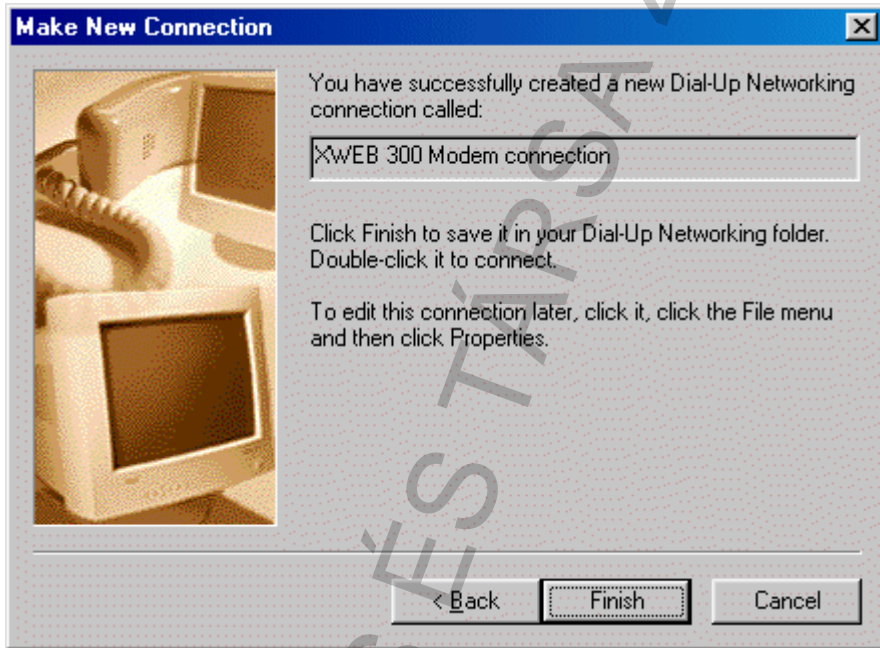 Make New Connection
You have successfully created a new Dial-Up Networking
connection called:
XWEB 300 Modem connection
Click Finish to save it in your Dial-Up Networking folder.
Double-click it to connect.
To edit this connection later, click it, click the File menu
and then click Properties.
< Back
Finish
Cancel
ÉS TÁRSA